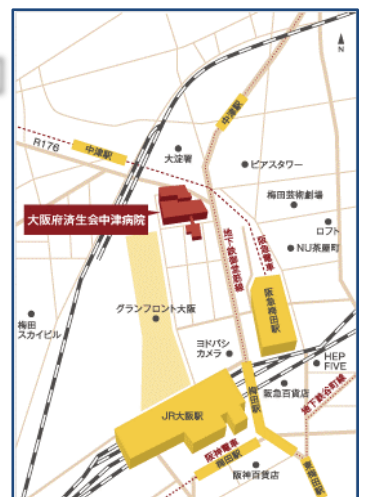 N
中津駅
R176
中津駅
大淀署
ピアスタワー
梅田芸術劇場
大阪府済生会中津病院
ロフト
地下鉄御堂筋線
阪急電車
NU茶屋町
グランフロント大阪
阪急梅田駅
梅田
スカイビル
ヨドバシ
カメラ
HEP
FIVE
梅田駅
阪急百貨店
地下鉄谷町線
JR大阪駅
阪神電車
梅田駅
東梅田駅
阪神百貨店